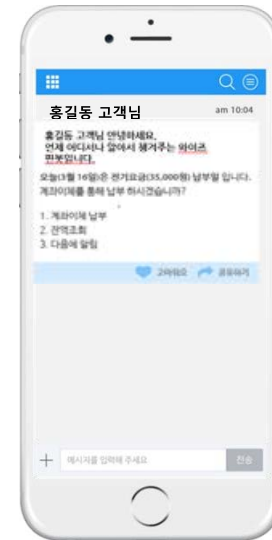 홍길동 고객님
am 10:04
홍길동 고객님 안녕하세요.
언제 어디서나 알아서 챙겨주는 와이즈
핀봇입니다.
오늘(3월 16일)은 전기요금(35,000원) 납부일 입니다.
계좌이체를 통해 납부 하시겠습니까?
1. 계좌이체 납부
2. 잔액조회
3. 다음에 알림
고마워요
공유하기
메시지를 입력해 주세요
전송